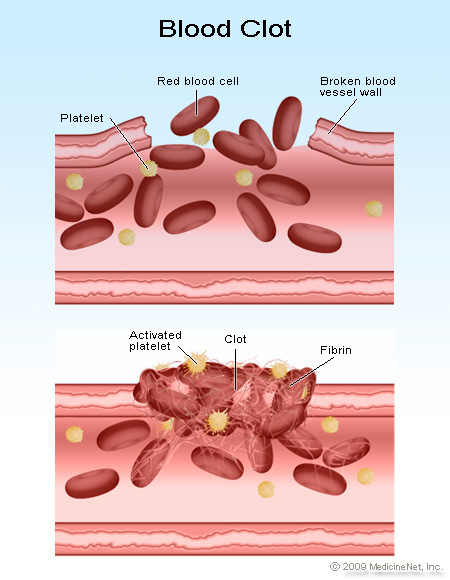 Blood Clot
Red blood cell
Broken blood
vessel wall
Platelet
Activated
platelet
Clot
Fibrin
© 2009 MedicineNet, Inc.